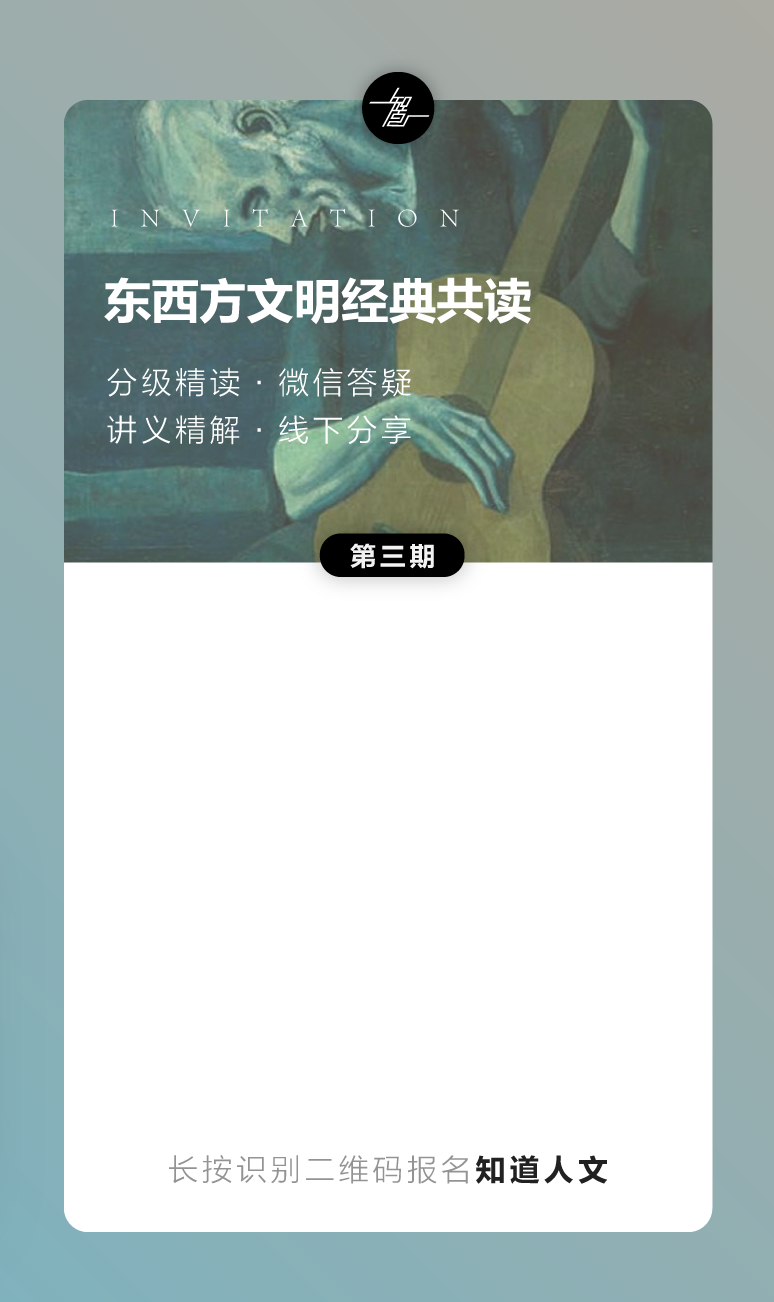 INVITATION
东西方文明经典共读
分级精读 · 微信答疑
讲义精解 · 线下分享
第三期
长按识别二维码报名知道人文